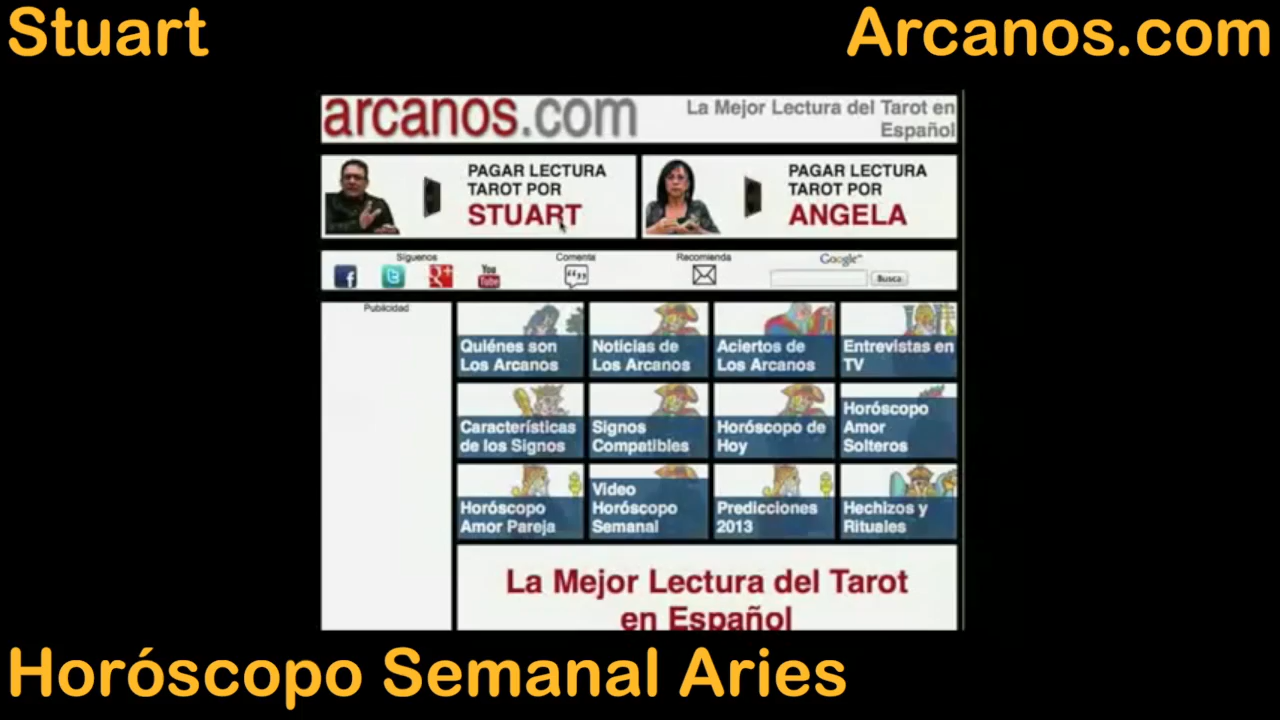 Stuart
Arcanos.com
arcanos.com
La Mejor Lectura del Tarot en
Español
PAGAR LECTURA
TAROT POR
STUART
PAGAR LECTURA
TAROT POR
ANGELA
Síguenos
Comenta
Recomienda
Google
f
t
g+
You
Tube
Busca
Publicidad
Quiénes son
Los Arcanos
Noticias de
Los Arcanos
Aciertos de
Los Arcanos
Entrevistas en
TV
Características
de los Signos
Signos
Compatibles
Horóscopo de
Hoy
Horóscopo
Amor
Solteros
Horóscopo
Amor Pareja
Video
Horóscopo
Semanal
Predicciones
2013
Hechizos y
Rituales
La Mejor Lectura del Tarot
en Español
Horóscopo Semanal Aries